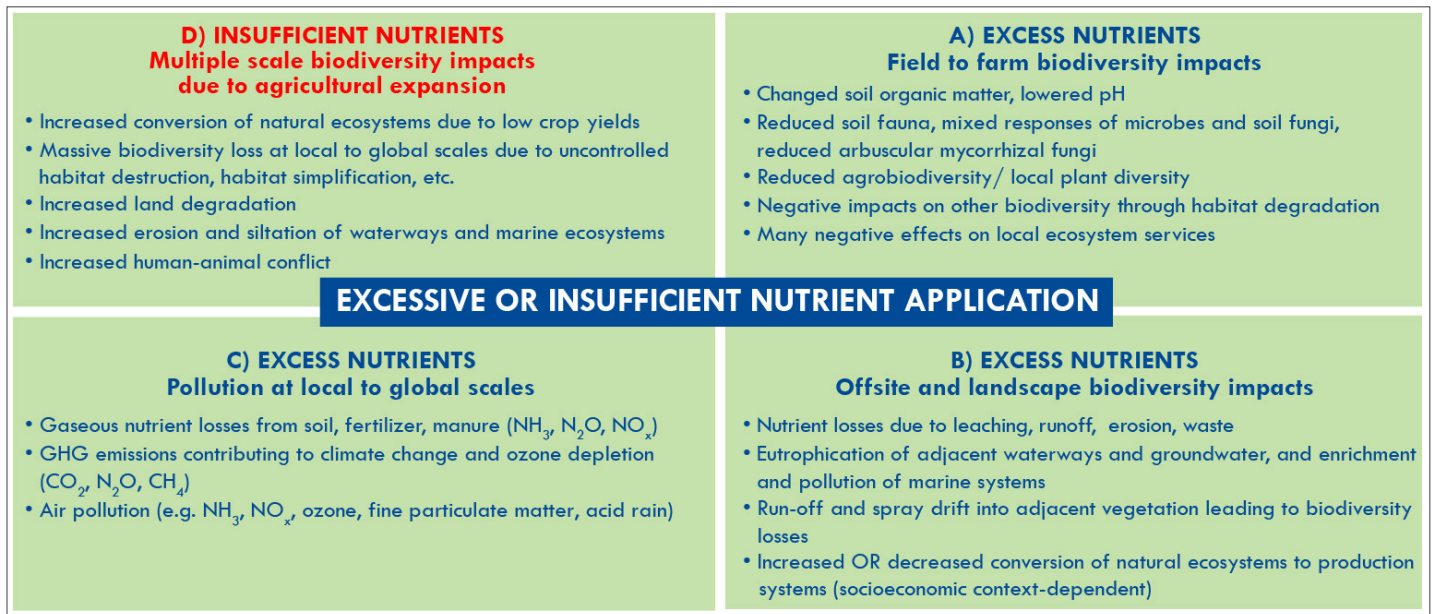 D) INSUFFICIENT NUTRIENTS
Multiple scale biodiversity impacts
due to agricultural expansion
• Increased conversion of natural ecosystems due to low crop yields
• Massive biodiversity loss at local to global scales due to uncontrolled
habitat destruction, habitat simplification, etc.
• Increased land degradation
• Increased erosion and siltation of waterways and marine ecosystems
• Increased human-animal conflict
A) EXCESS NUTRIENTS
Field to farm biodiversity impacts
• Changed soil organic matter, lowered pH
• Reduced soil fauna, mixed responses of microbes and soil fungi,
reduced arbuscular mycorrhizal fungi
• Reduced agrobiodiversity/ local plant diversity
• Negative impacts on other biodiversity through habitat degradation
• Many negative effects on local ecosystem services
EXCESSIVE OR INSUFFICIENT NUTRIENT APPLICATION
C) EXCESS NUTRIENTS
Pollution at local to global scales
• Gaseous nutrient losses from soil, fertilizer, manure (NH₃, N₂O, NOₓ)
• GHG emissions contributing to climate change and ozone depletion
(CO₂, N₂O, CH₄)
• Air pollution (e.g. NH₃, NOₓ, ozone, fine particulate matter, acid rain)
B) EXCESS NUTRIENTS
Offsite and landscape biodiversity impacts
• Nutrient losses due to leaching, runoff, erosion, waste
• Eutrophication of adjacent waterways and groundwater, and enrichment
and pollution of marine systems
• Run-off and spray drift into adjacent vegetation leading to biodiversity
losses
• Increased OR decreased conversion of natural ecosystems to production
systems (socioeconomic context-dependent)